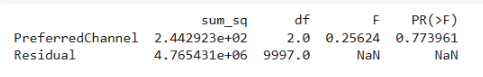 sum_sq df F PR(>F)
PreferredChannel 2.442923e+02 2.0 0.25624 0.773961
Residual 4.765431e+06 9997.0 NaN NaN